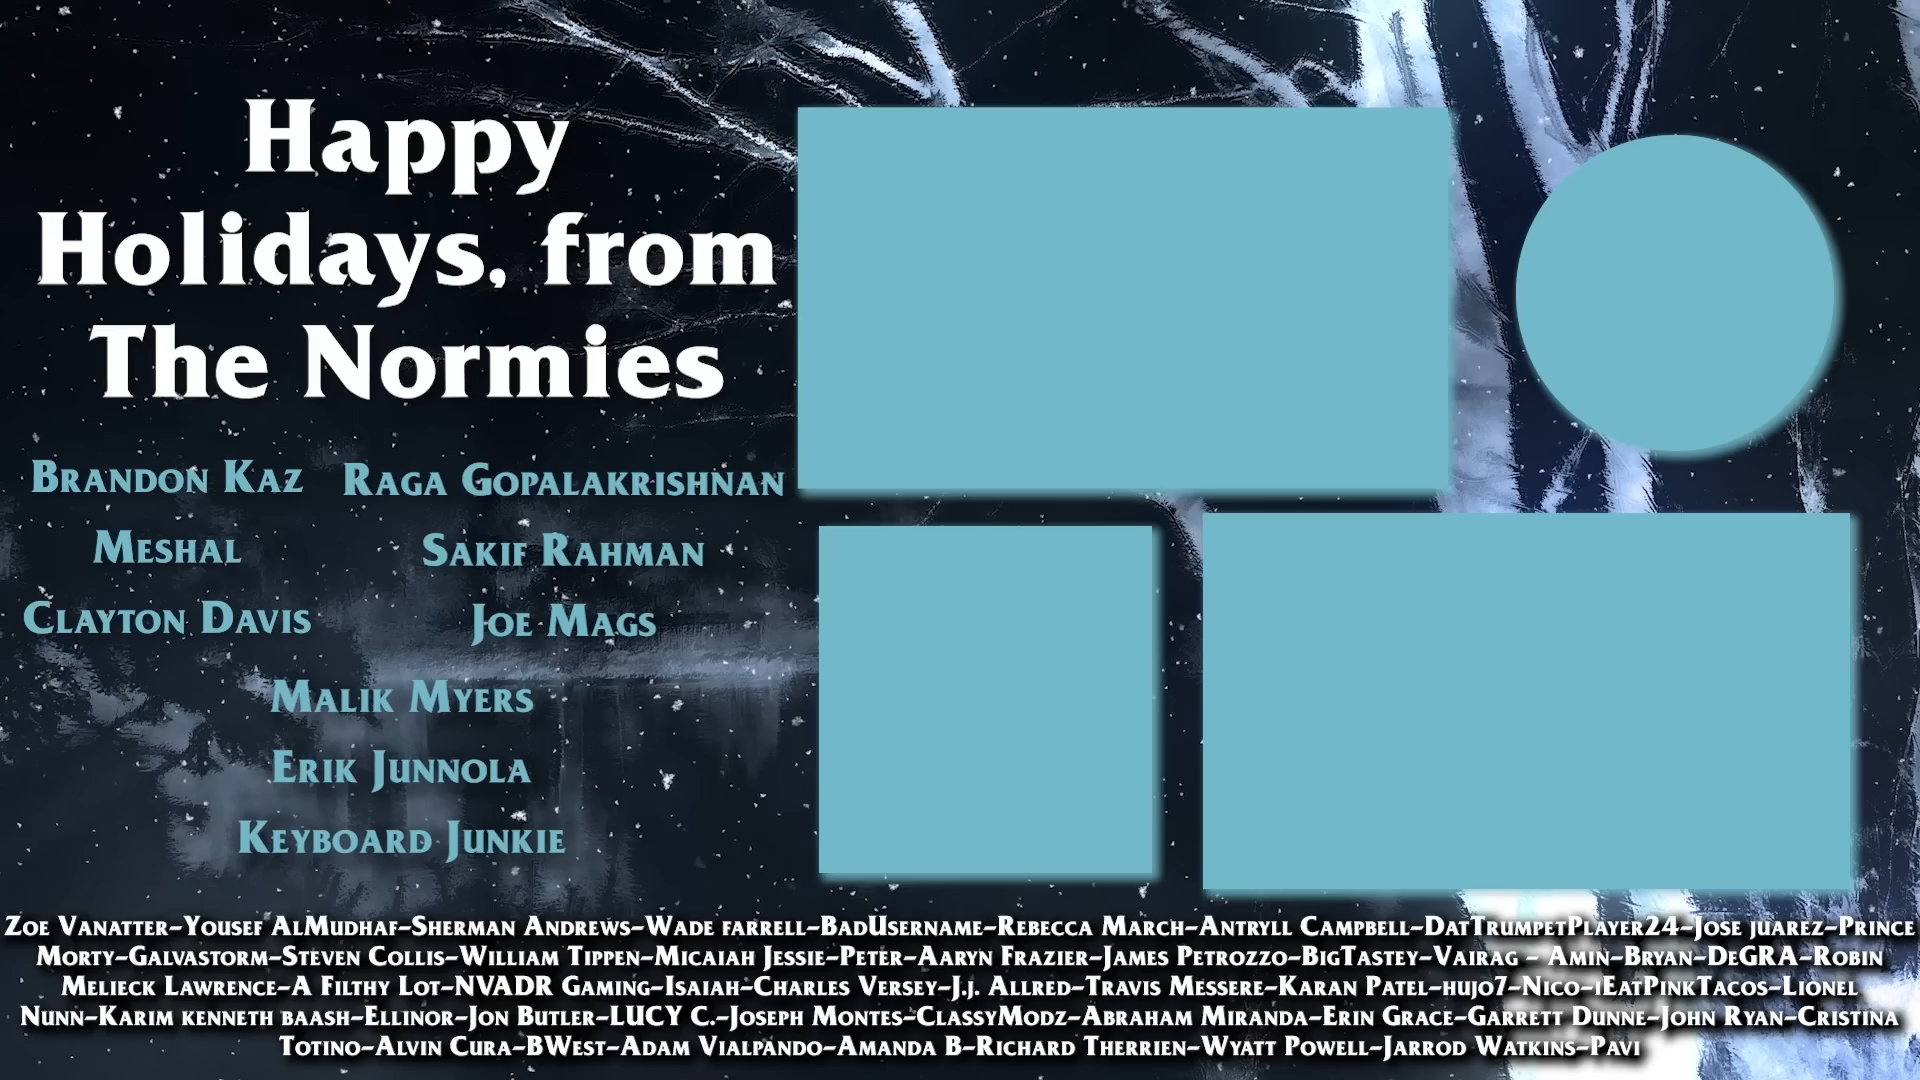 Happy
Holidays, from
The Normies
Brandon Kaz
Raga Gopalakrishnan
Meshal
Sakif Rahman
Clayton Davis
Joe Mags
Malik Myers
Erik Junnola
Keyboard Junkie
Zoe Vanatter-Yousef AlMudhaf-Sherman Andrews-Wade farrell-BadUsername-Rebecca March-Antryll Campbell-DatTrumpetPlayer24-Jose juarez-Prince
Morty-Galvastorm-Steven Collis-William Tippen-Micaiah Jessie-Peter-Aaryn Frazier-James Petrozzo-BigTastey-Vairag - Amin-Bryan-DeGRA-Robin
Melieck Lawrence-A Filthy Lot-NVADR Gaming-Isaiah-Charles Versey-J.j. Allred-Travis Messere-Karan Patel-hujo7-Nico-iEatPinkTacos-Lionel
Nunn-Karim kenneth baash-Ellinor-Jon Butler-LUCY C.-Joseph Montes-ClassyModz-Abraham Miranda-Erin Grace-Garrett Dunne-John Ryan-Cristina
Totino-Alvin Cura-BWest-Adam Vialpando-Amanda B-Richard Therrien-Wyatt Powell-Jarrod Watkins-Pavi